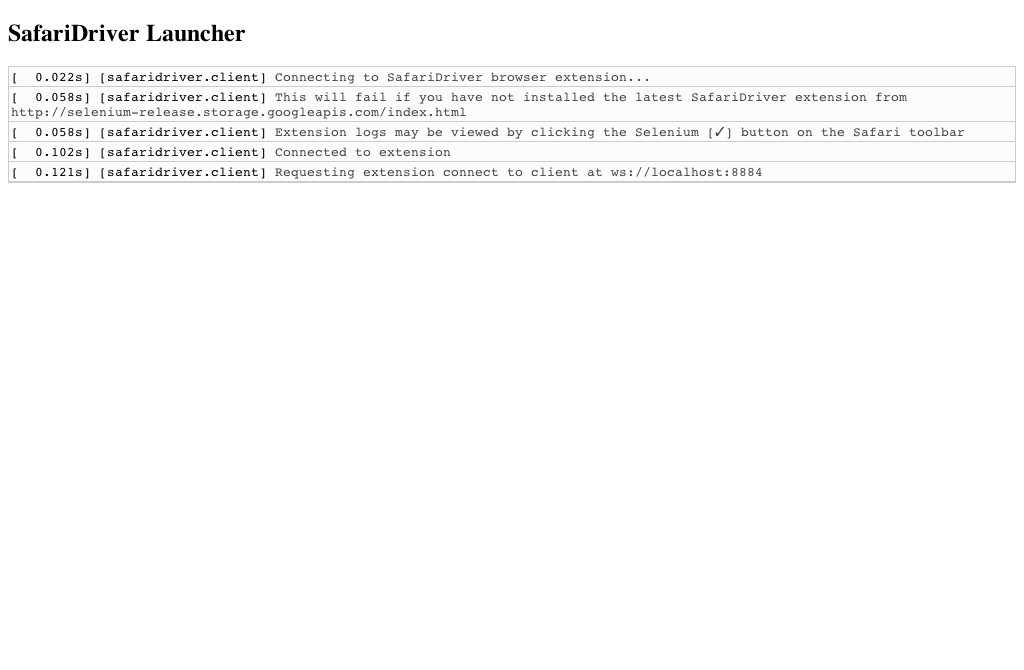 SafariDriver Launcher
[  0.022s] [safaridriver.client] Connecting to SafariDriver browser extension...
[  0.058s] [safaridriver.client] This will fail if you have not installed the latest SafariDriver extension from
http://selenium-release.storage.googleapis.com/index.html
[  0.058s] [safaridriver.client] Extension logs may be viewed by clicking the Selenium [✓] button on the Safari toolbar
[  0.102s] [safaridriver.client] Connected to extension
[  0.121s] [safaridriver.client] Requesting extension connect to client at ws://localhost:8884